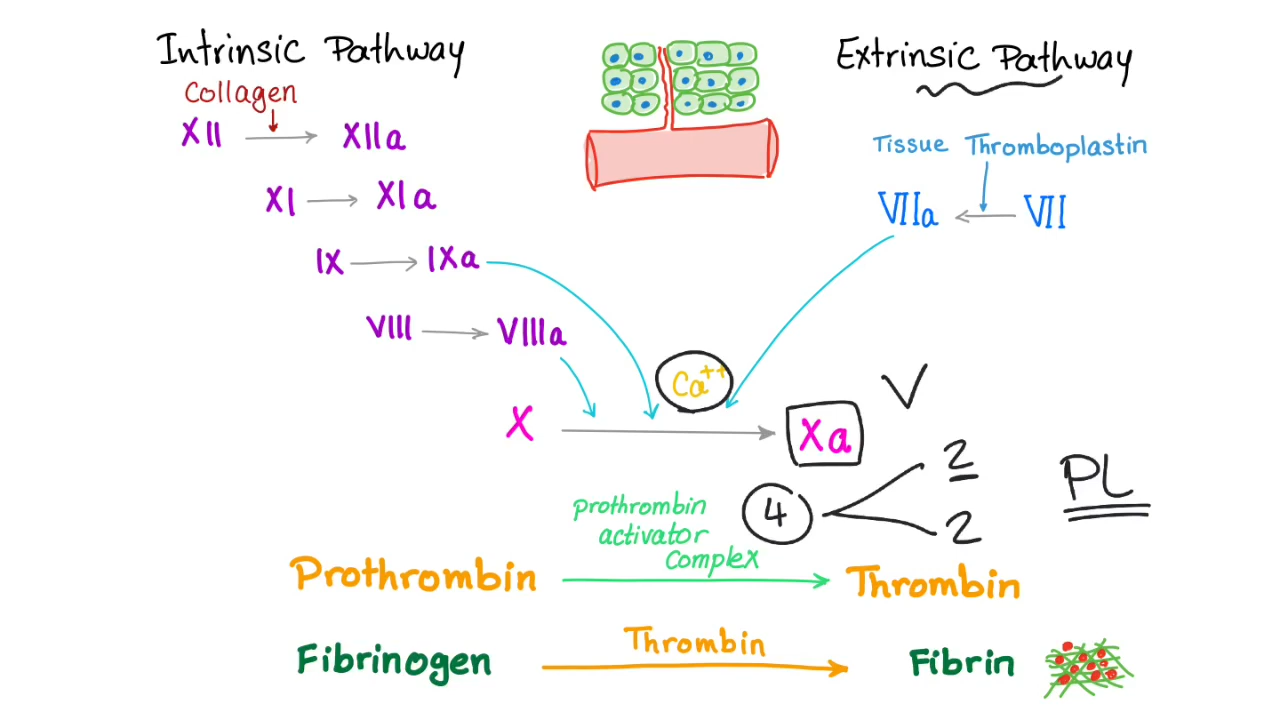 Intrinsic Pathway
Collagen
XII XIIa
XI XIa
IX IXa
VIII VIIIa
Extrinsic Pathway
Tissue Thromboplastin
VIIa VII
Ca++
X Xa
V
4
2
2
PL
prothrombin
activator
complex
Prothrombin Thrombin
Thrombin
Fibrinogen Fibrin